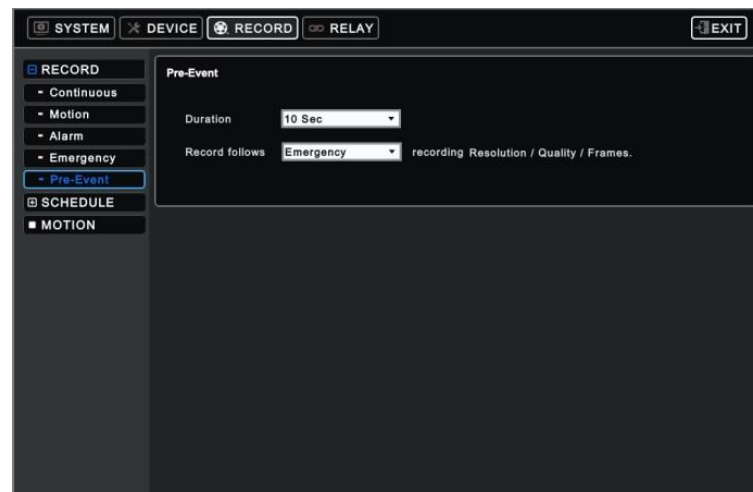 SYSTEM DEVICE RECORD RELAY EXIT
RECORD
- Continuous
- Motion
- Alarm
- Emergency
- Pre-Event
SCHEDULE
MOTION
Pre-Event
Duration 10 Sec
Record follows Emergency recording Resolution / Quality / Frames.